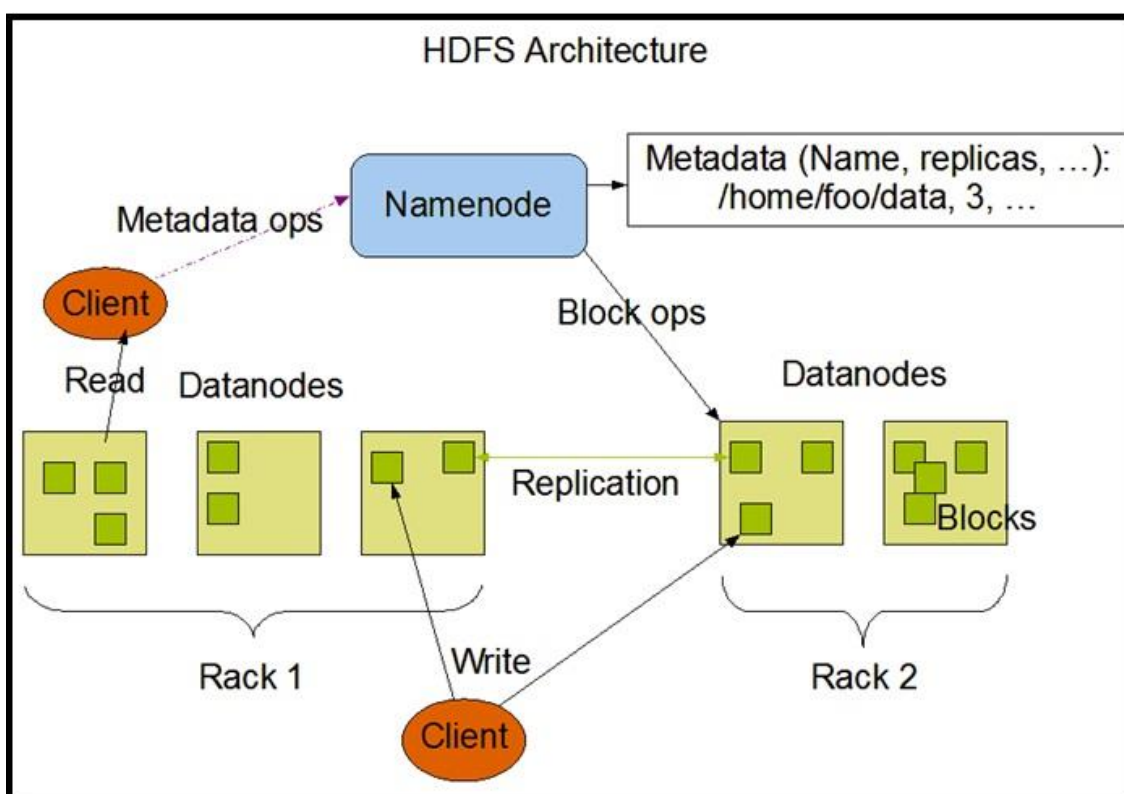 HDFS Architecture
Metadata (Name, replicas, …):
/home/foo/data, 3, …
Namenode
Metadata ops
Client
Block ops
Read
Datanodes
Datanodes
Replication
Blocks
Rack 1
Write
Rack 2
Client